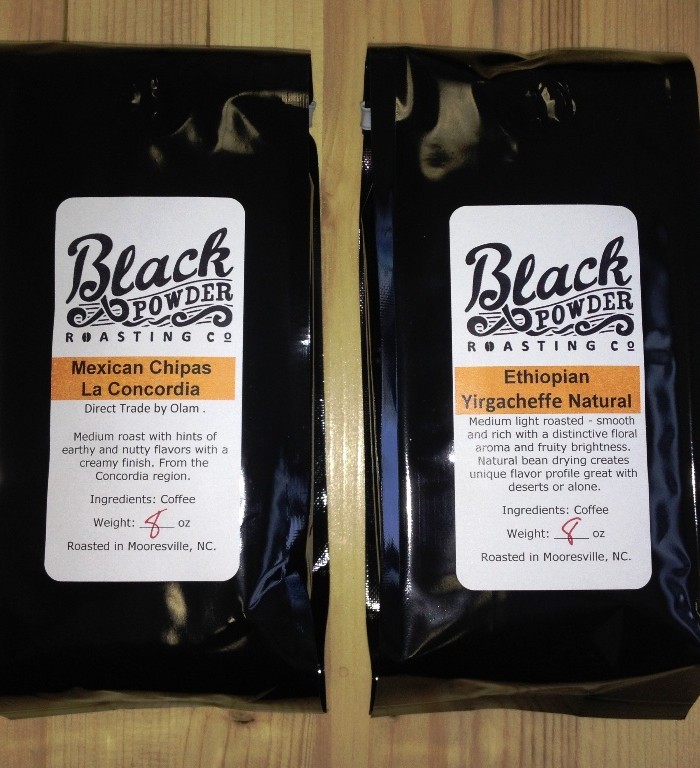 Black
POWDER
ROASTING Co
Mexican Chipas
La Concordia
Direct Trade by Olam .
Medium roast with hints of
earthy and nutty flavors with a
creamy finish. From the
Concordia region.
Ingredients: Coffee
Weight: 8 oz
Roasted in Mooresville, NC.
Black
POWDER
ROASTING Co
Ethiopian
Yirgacheffe Natural
Medium light roasted - smooth
and rich with a distinctive floral
aroma and fruity brightness.
Natural bean drying creates
unique flavor profile great with
deserts or alone.
Ingredients: Coffee
Weight: 8 oz
Roasted in Mooresville, NC.